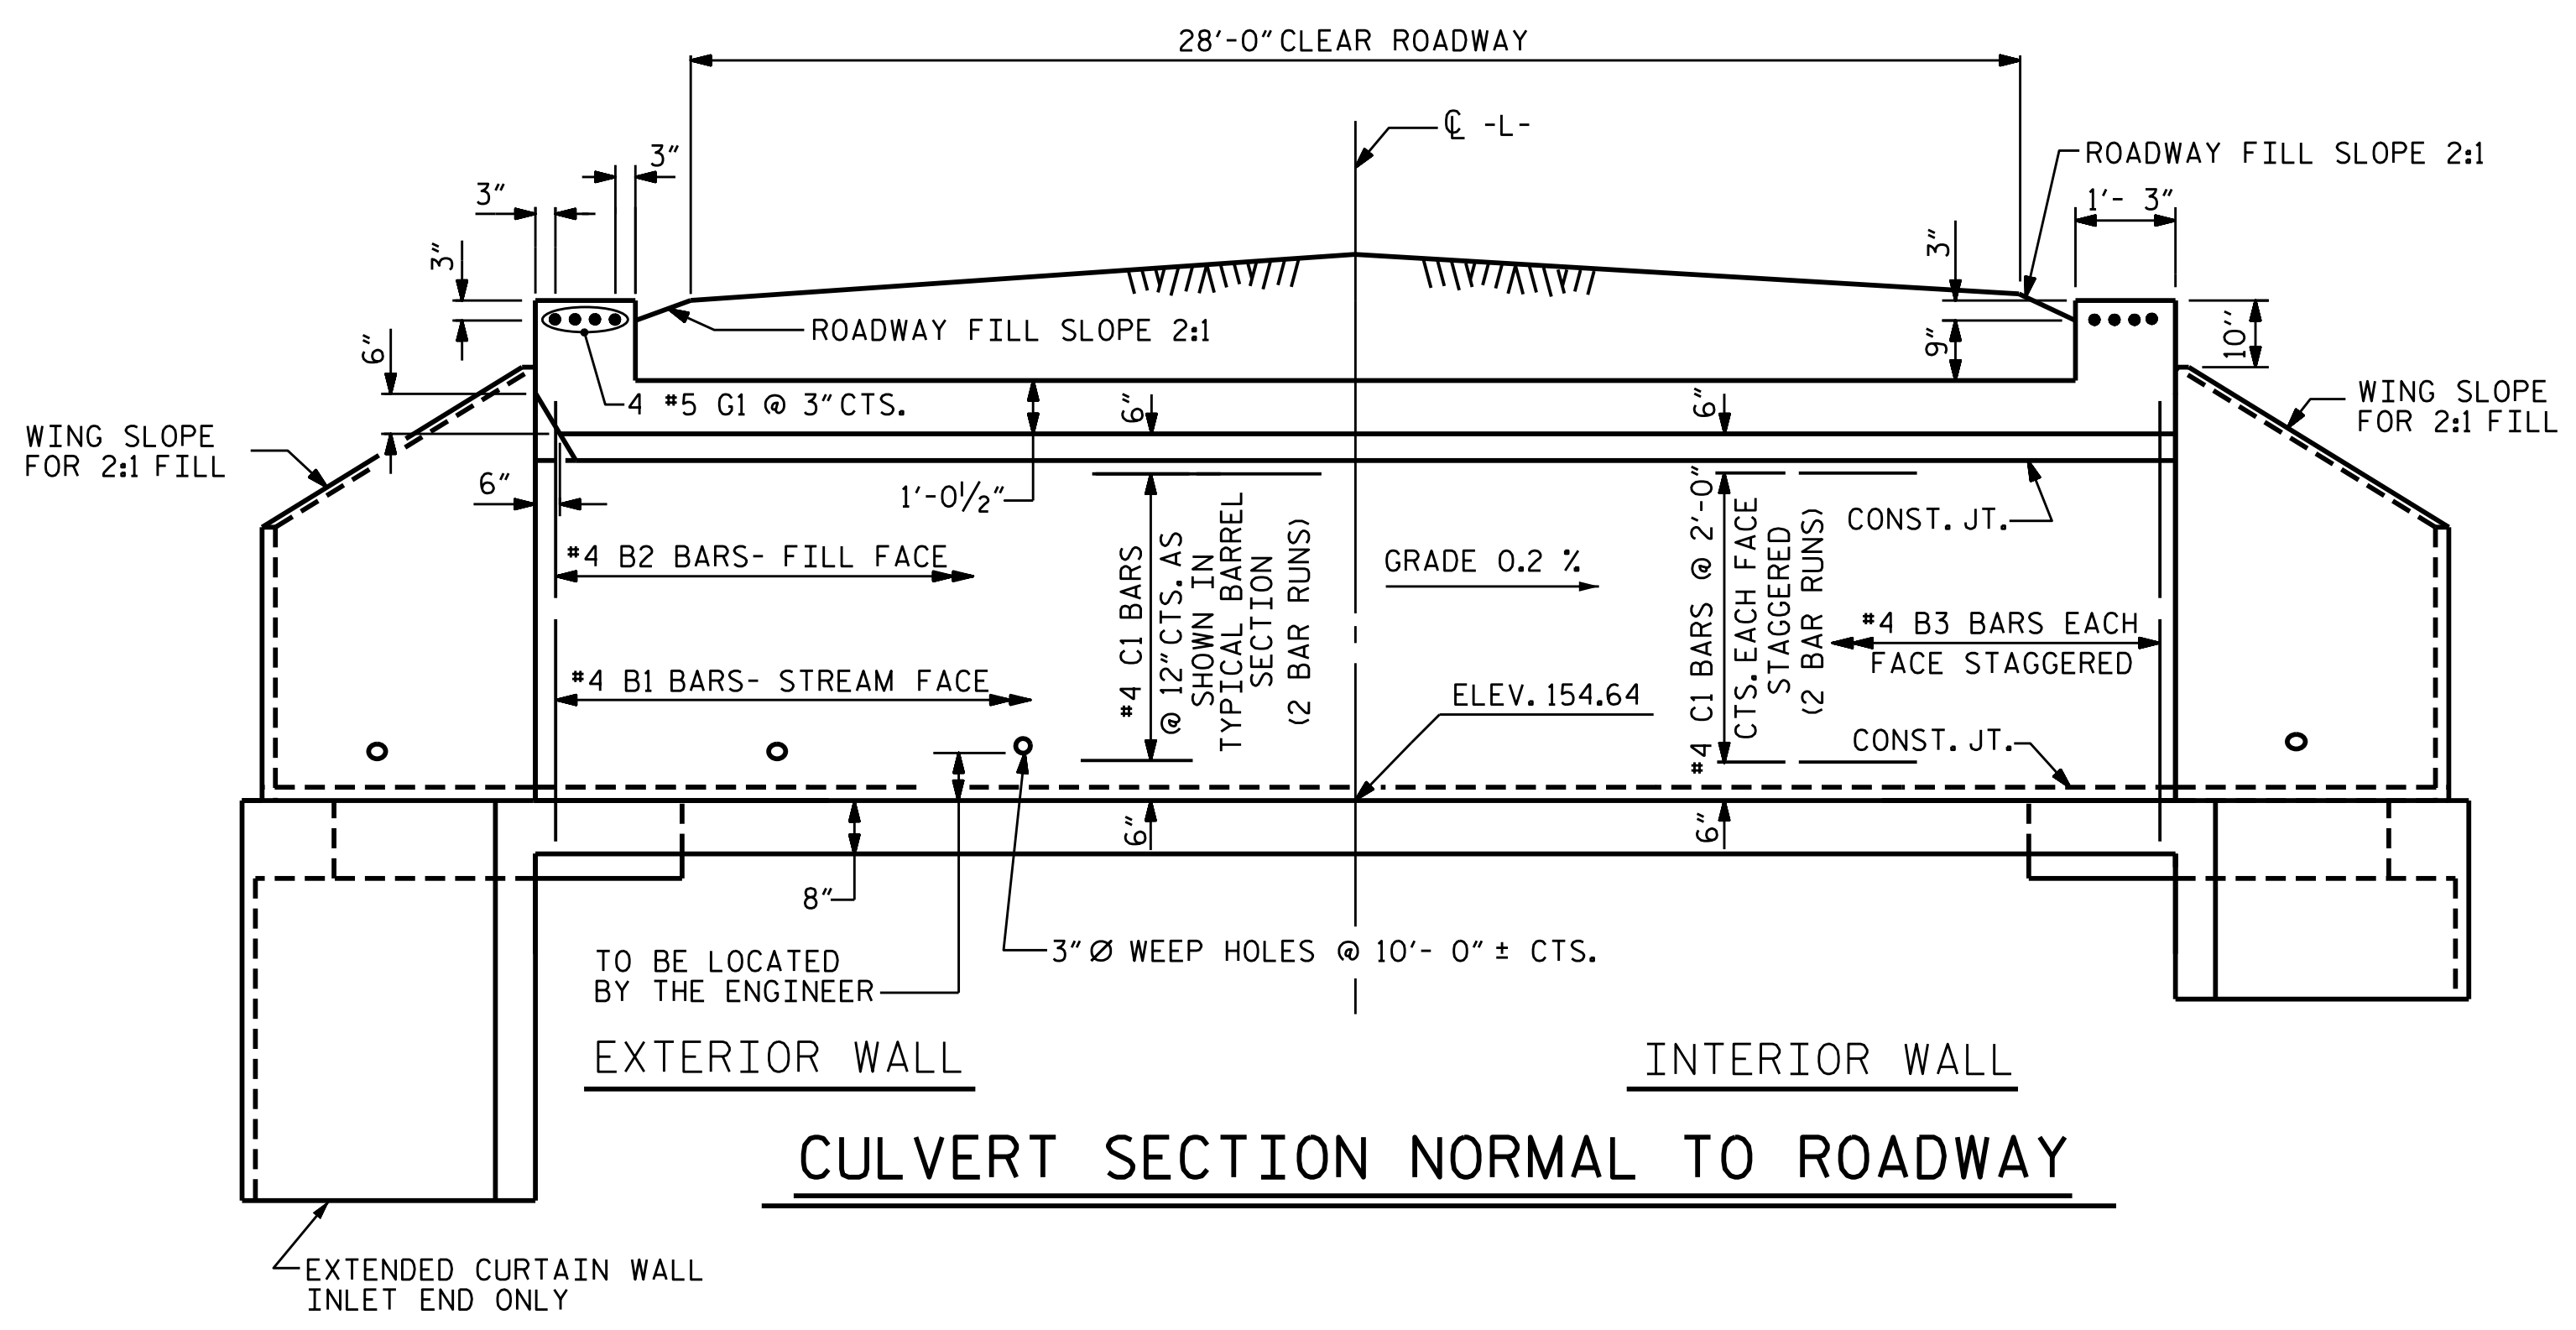 28'-0" CLEAR ROADWAY
℄ -L-
ROADWAY FILL SLOPE 2:1
3"
3"
1'- 3"
3"
3"
ROADWAY FILL SLOPE 2:1
6"
9"
10''
4 #5 G1 @ 3" CTS.
6"
6"
WING SLOPE
FOR 2:1 FILL
WING SLOPE
FOR 2:1 FILL
6"
1'-0½"
CONST. JT.
#4 B2 BARS- FILL FACE
#4 C1 BARS
@ 12" CTS. AS
SHOWN IN
TYPICAL BARREL
SECTION
(2 BAR RUNS)
GRADE 0.2 %
#4 C1 BARS @ 2'-0"
CTS. EACH FACE
STAGGERED
(2 BAR RUNS)
#4 B3 BARS EACH
FACE STAGGERED
#4 B1 BARS- STREAM FACE
ELEV. 154.64
CONST. JT.
6"
6"
8"
TO BE LOCATED
BY THE ENGINEER
3" Ø WEEP HOLES @ 10'- 0" ± CTS.
EXTERIOR WALL
INTERIOR WALL
CULVERT SECTION NORMAL TO ROADWAY
EXTENDED CURTAIN WALL
INLET END ONLY